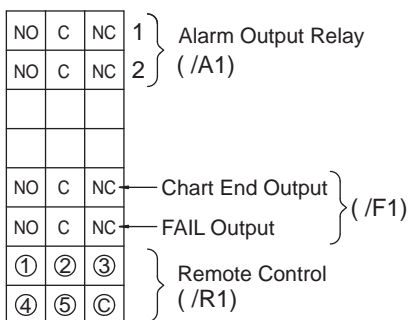 NO C NC 1 Alarm Output Relay
NO C NC 2 ( /A1)
NO C NC Chart End Output
( /F1)
NO C NC FAIL Output
① ② ③ Remote Control
④ ⑤ Ⓒ ( /R1)